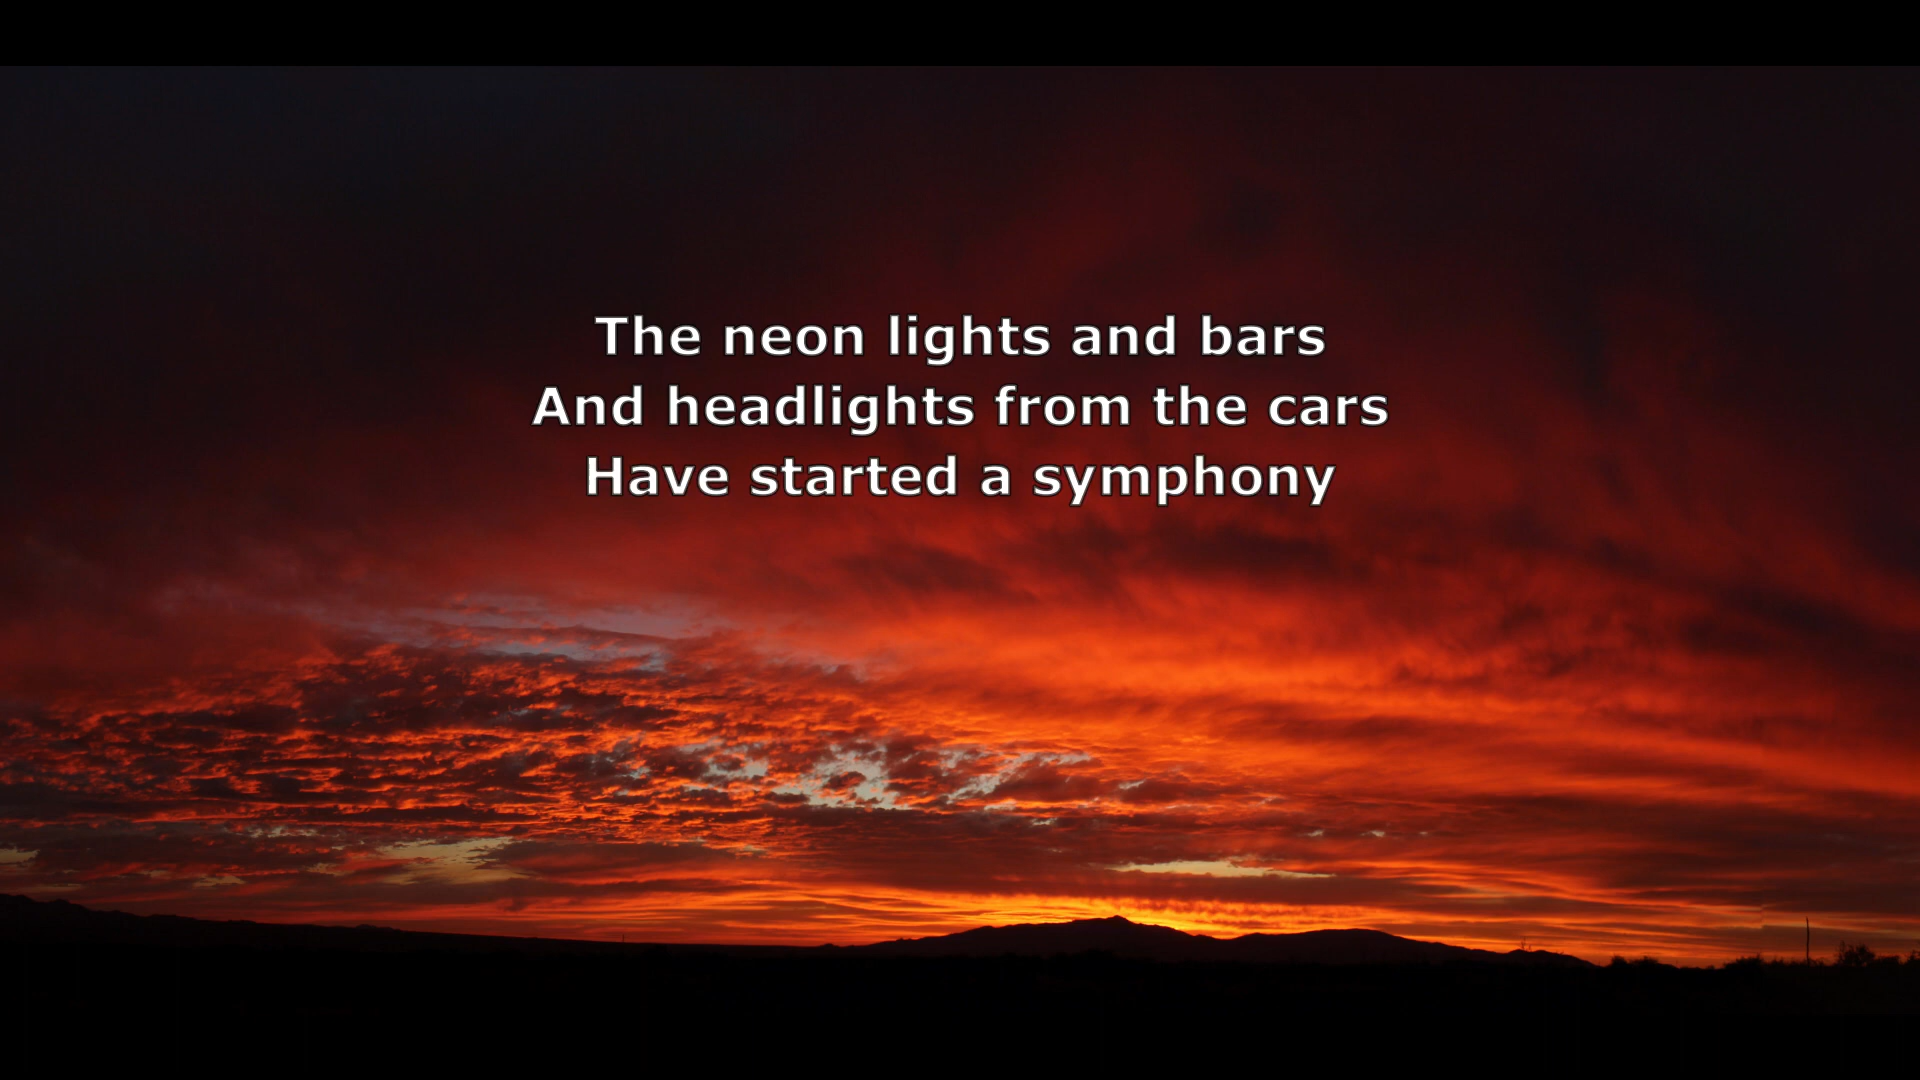 The neon lights and bars
And headlights from the cars
Have started a symphony